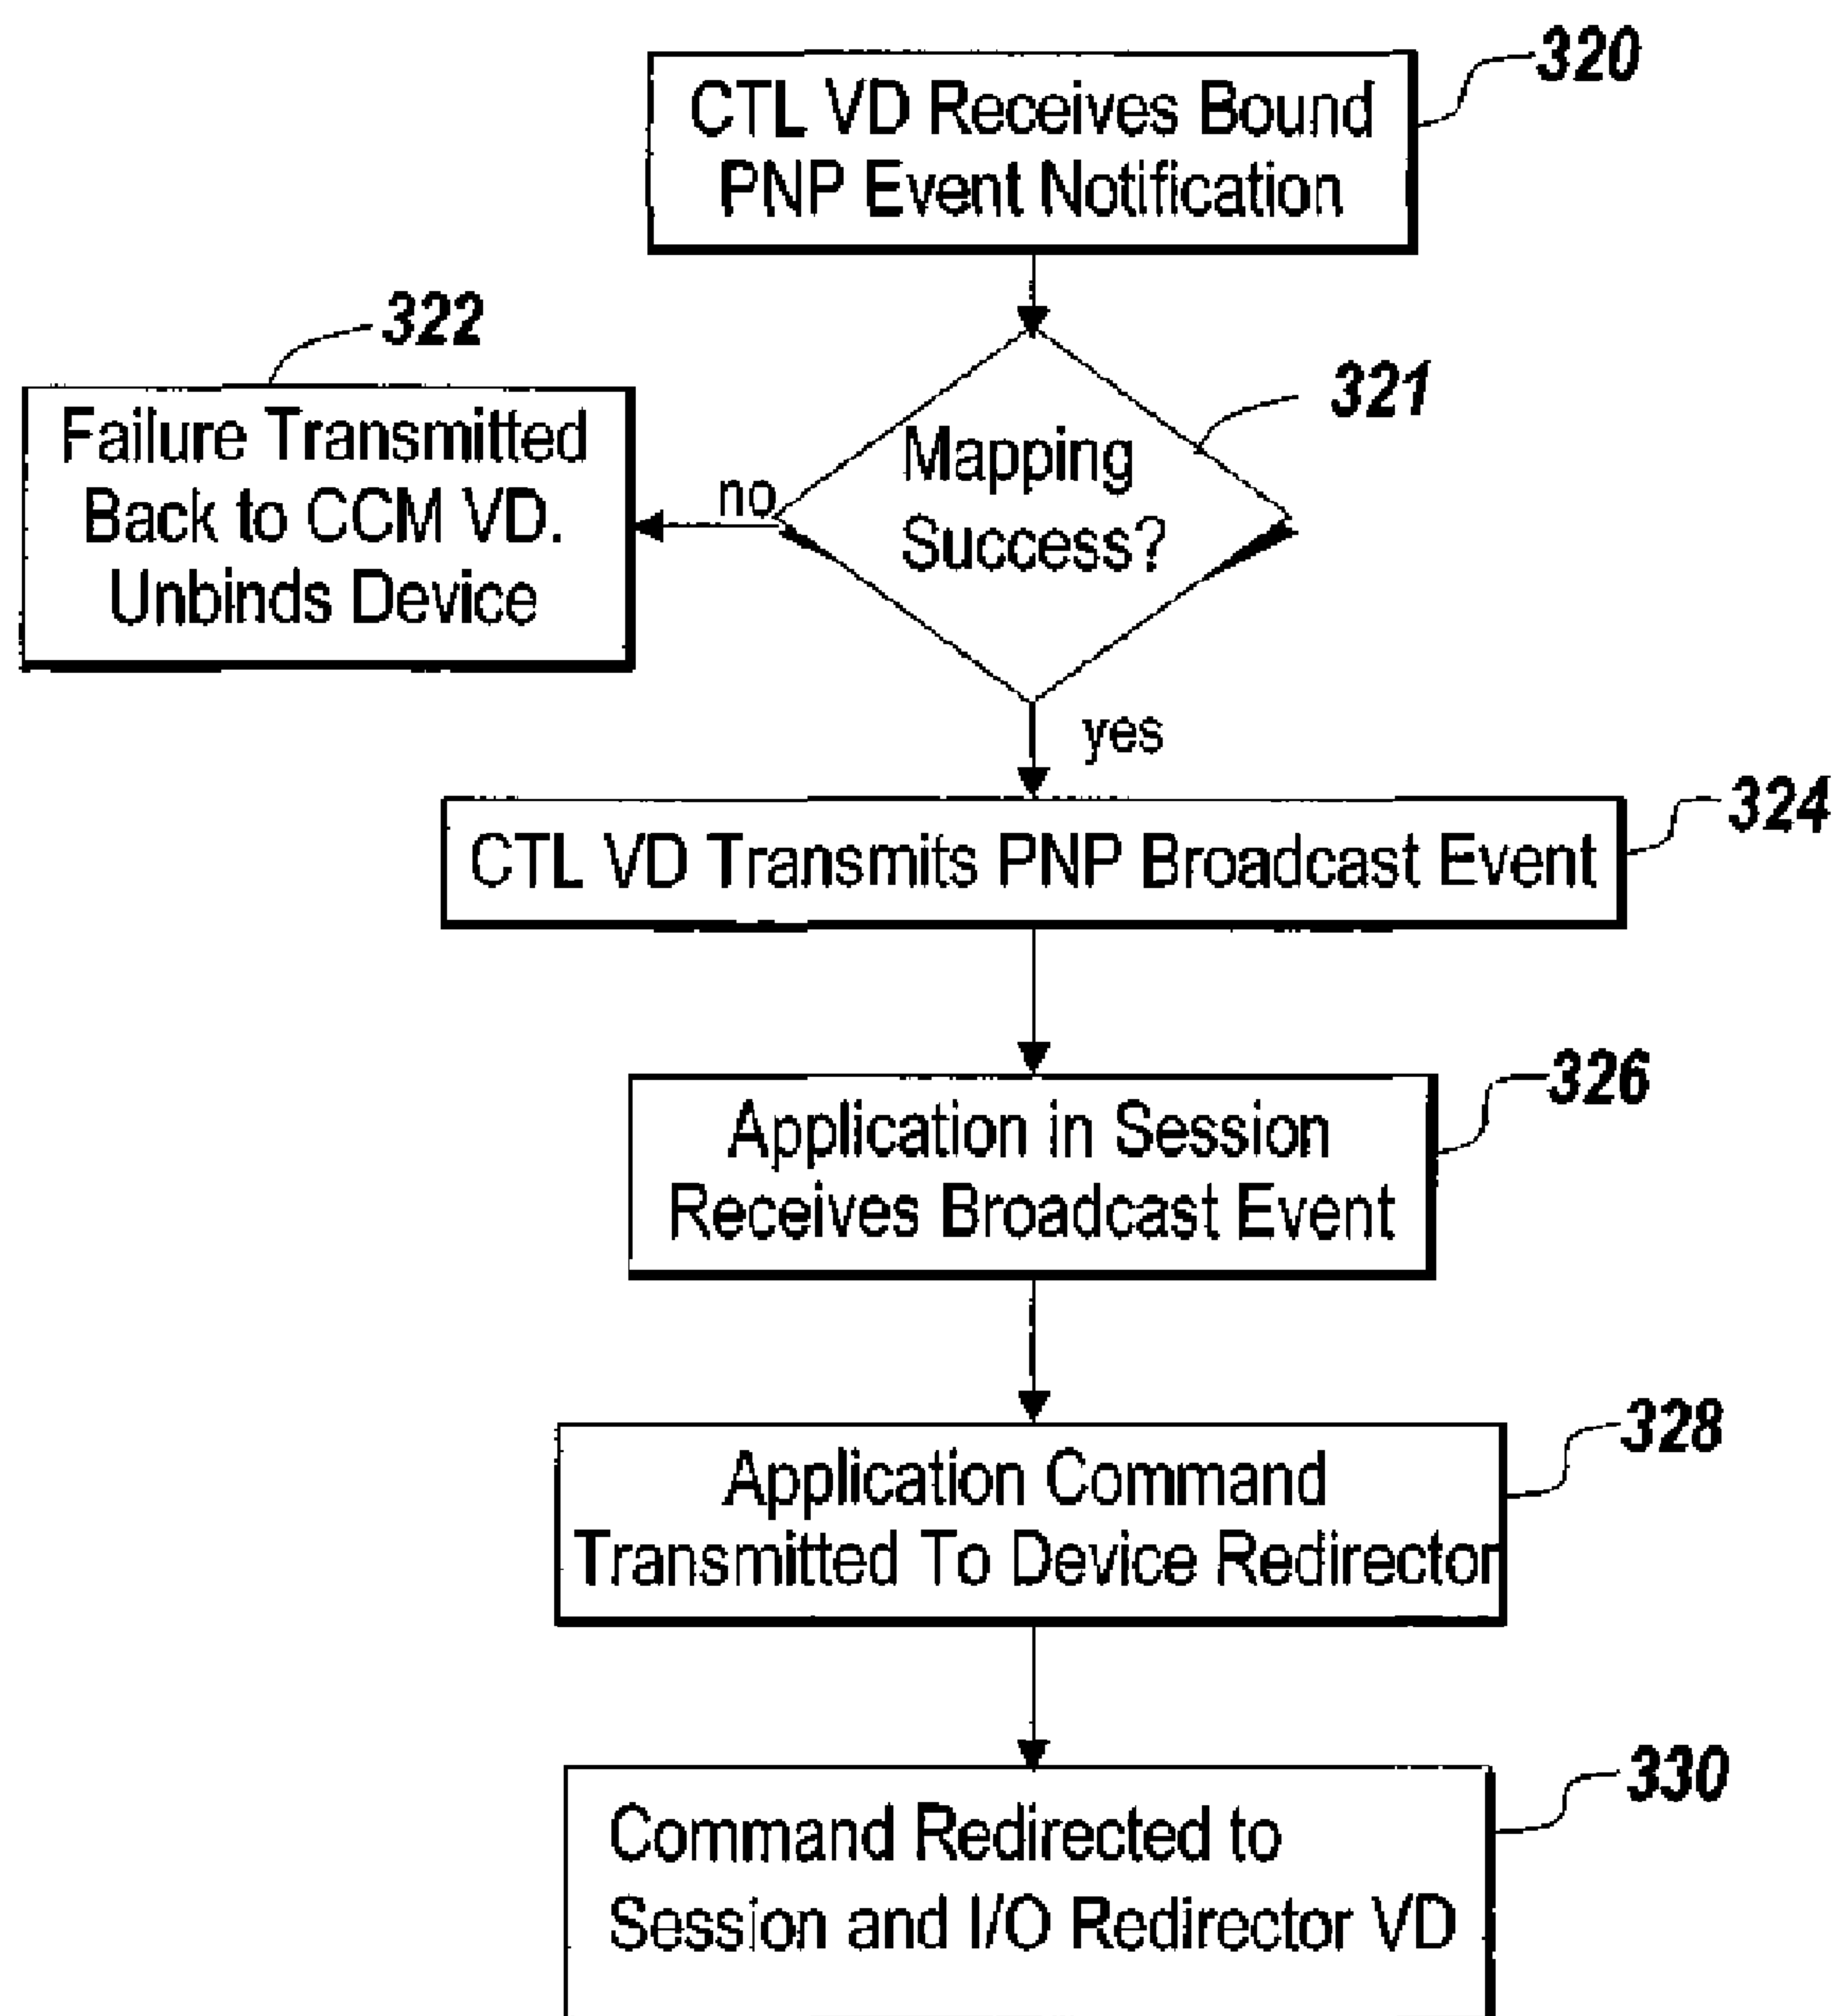 320
CTL VD Receives Bound
PNP Event Notification
322
Failure Transmitted
Back to CCM VD.
Unbinds Device
no
321
Mapping
Success?
yes
324
CTL VD Transmits PNP Broadcast Event
326
Application in Session
Receives Broadcast Event
328
Application Command
Transmitted To Device Redirector
330
Command Redirected to
Session and I/O Redirector VD